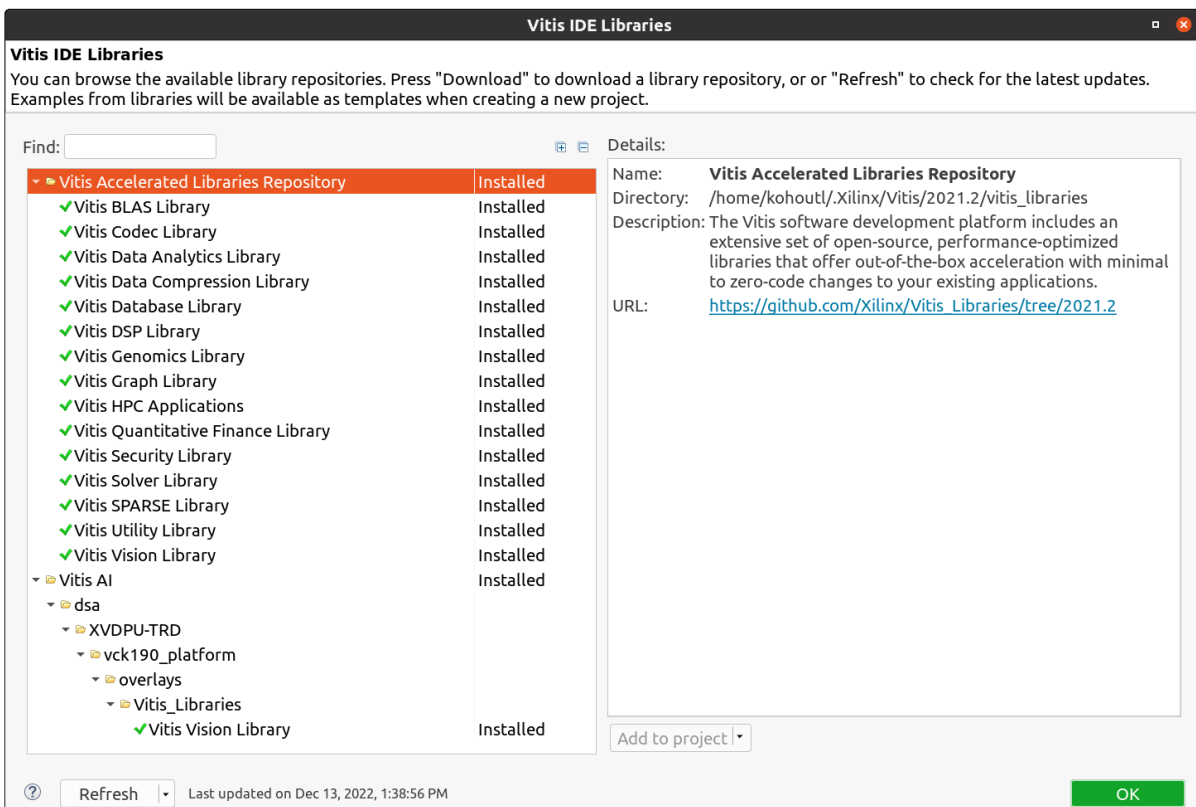 Vitis IDE Libraries
Vitis IDE Libraries
You can browse the available library repositories. Press "Download" to download a library repository, or or "Refresh" to check for the latest updates.
Examples from libraries will be available as templates when creating a new project.
Find:
Vitis Accelerated Libraries Repository Installed
Vitis BLAS Library Installed
Vitis Codec Library Installed
Vitis Data Analytics Library Installed
Vitis Data Compression Library Installed
Vitis Database Library Installed
Vitis DSP Library Installed
Vitis Genomics Library Installed
Vitis Graph Library Installed
Vitis HPC Applications Installed
Vitis Quantitative Finance Library Installed
Vitis Security Library Installed
Vitis Solver Library Installed
Vitis SPARSE Library Installed
Vitis Utility Library Installed
Vitis Vision Library Installed
Vitis AI Installed
dsa
XVDPU-TRD
vck190_platform
overlays
Vitis_Libraries
Vitis Vision Library Installed
Details:
Name: Vitis Accelerated Libraries Repository
Directory: /home/kohoutl/.Xilinx/Vitis/2021.2/vitis_libraries
Description: The Vitis software development platform includes an
extensive set of open-source, performance-optimized
libraries that offer out-of-the-box acceleration with minimal
to zero-code changes to your existing applications.
URL: https://github.com/Xilinx/Vitis_Libraries/tree/2021.2
Add to project
? Refresh Last updated on Dec 13, 2022, 1:38:56 PM
OK